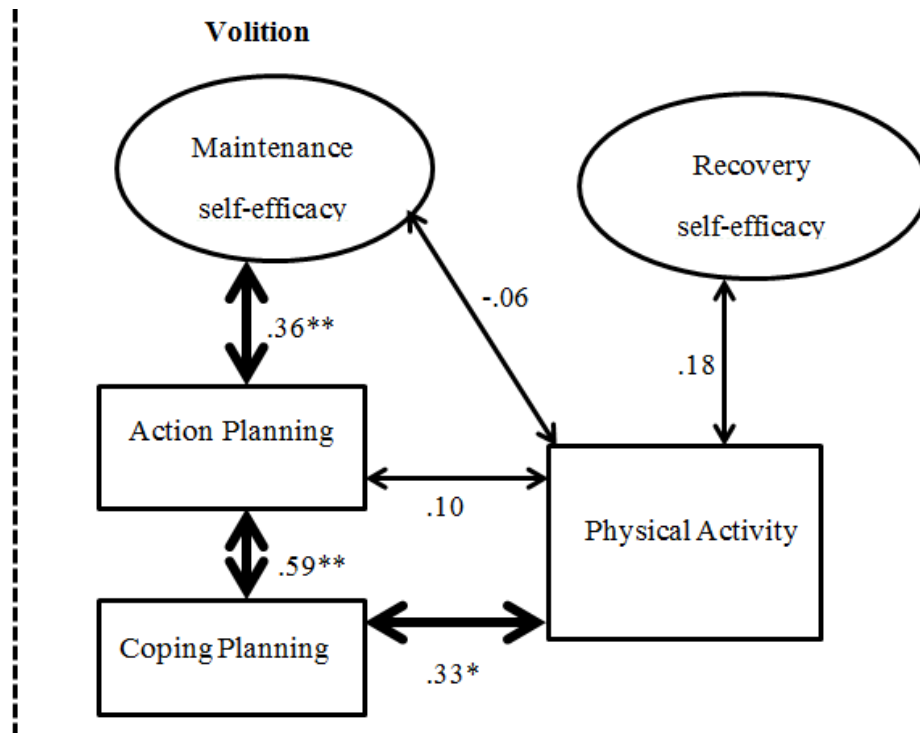 Volition
Maintenance
self-efficacy
Recovery
self-efficacy
-.06
.36**
.18
Action Planning
.10
Physical Activity
.59**
Coping Planning
.33*